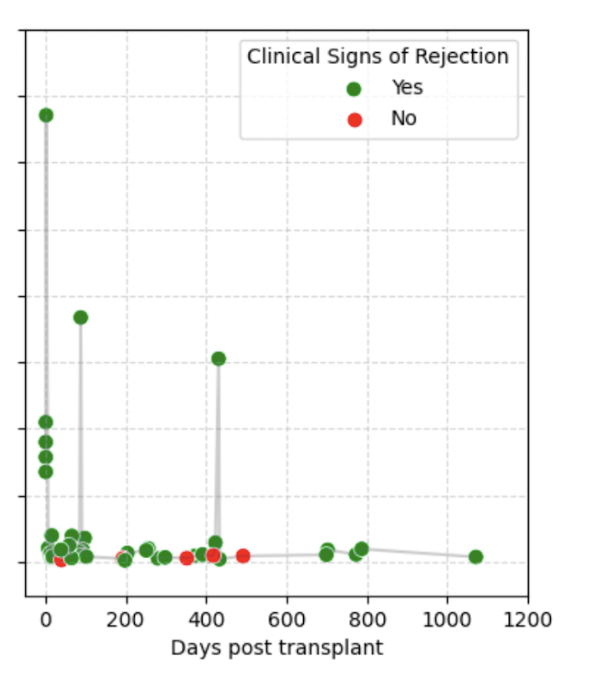 Clinical Signs of Rejection
Yes
No
0 200 400 600 800 1000 1200
Days post transplant